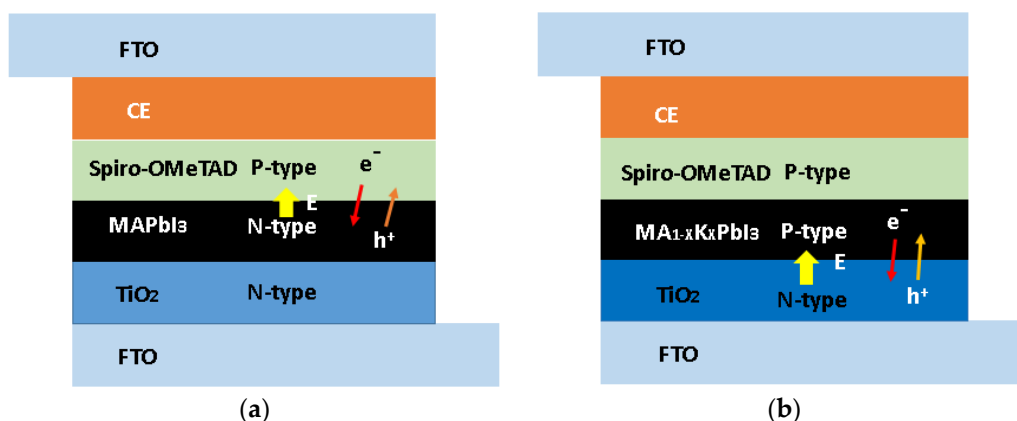 FTO
CE
Spiro-OMeTAD P-type e⁻
E
MAPbI₃ N-type h⁺
TiO₂ N-type
FTO
(a)
FTO
CE
Spiro-OMeTAD P-type
MA₁₋ₓKₓPbI₃ P-type e⁻
E
TiO₂ N-type h⁺
FTO
(b)